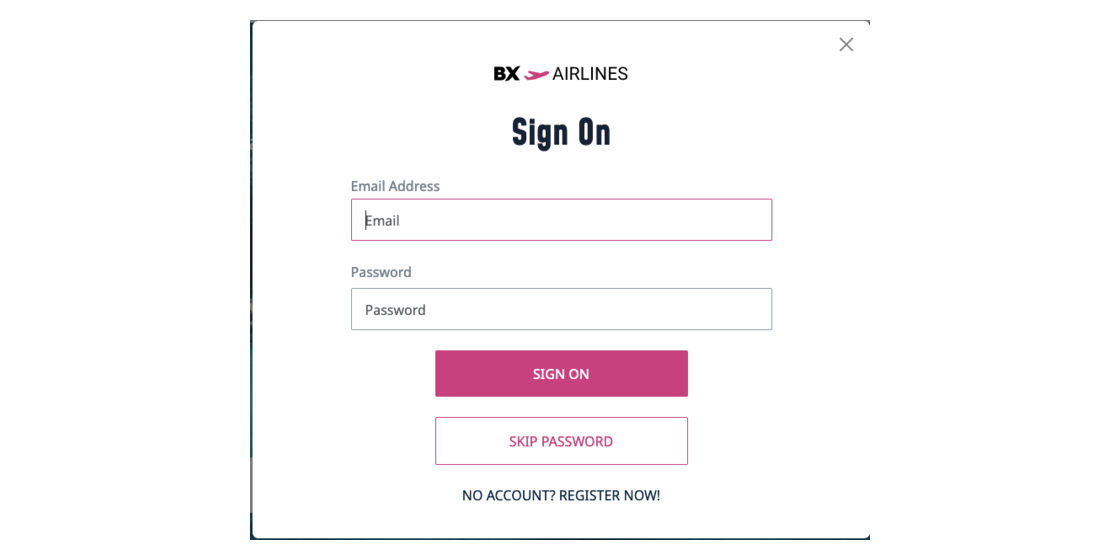 BX AIRLINES
Sign On
Email Address
Email
Password
Password
SIGN ON
SKIP PASSWORD
NO ACCOUNT? REGISTER NOW!